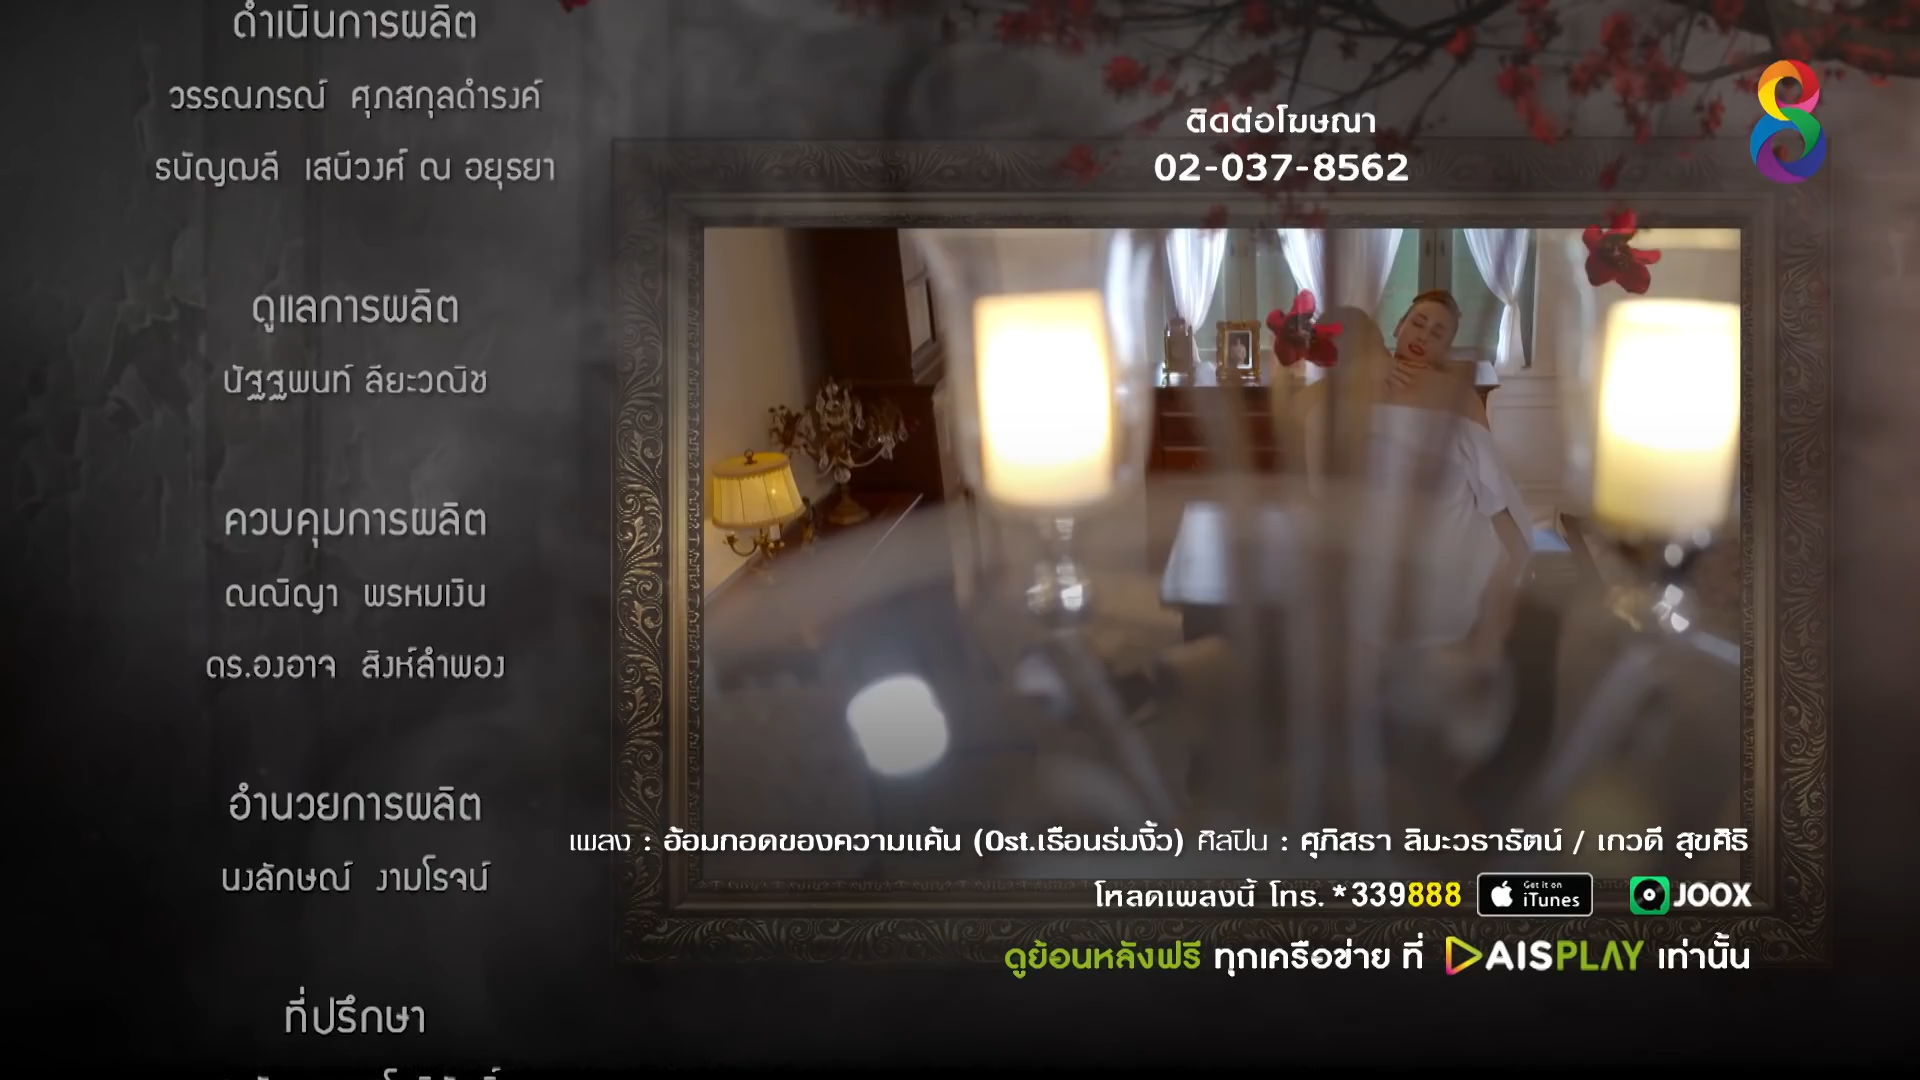 ดำเนินการผลิต
วรรณภรณ์ ศุภสกุลดำรงค์
ธนัญฌลี เสนีวงศ์ ณ อยุธยา
ดูแลการผลิต
นัฐฐพนท์ ลียะวณิช
ควบคุมการผลิต
ณณิญา พรหมเงิน
ดร.องอาจ สิงห์ลำพอง
อำนวยการผลิต
นงลักษณ์ งามโรจน์
ที่ปรึกษา
ติดต่อโฆษณา
02-037-8562
8
เพลง : อ้อมกอดของความแค้น (Ost.เรือนร่มงิ้ว) ศิลปิน : ศุภิสรา ลิมะวรารัตน์ / เกวดี สุขศิริ
โหลดเพลงนี้ โทร. *339888 Get it on iTunes JOOX
ดูย้อนหลังฟรี ทุกเครือข่าย ที่ AISPLAY เท่านั้น